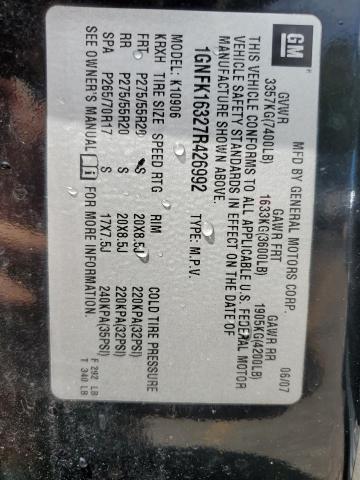 GM
MFD BY GENERAL MOTORS CORP. 06/07
GVWR GAWR FRT GAWR RR
3357KG(7400LB) 1633KG(3600LB) 1905KG(4200LB)
THIS VEHICLE CONFORMS TO ALL APPLICABLE U.S. FEDERAL MOTOR
VEHICLE SAFETY STANDARDS IN EFFECT ON THE DATE OF
MANUFACTURE SHOWN ABOVE.
1GNFK16327R426992 TYPE: M.P.V.
MODEL: K10906
KRXH TIRE SIZE SPEED RTG RIM COLD TIRE PRESSURE
FRT P275/55R20 S 20X8.5J 220KPA(32PSI)
RR P275/55R20 S 20X8.5J 220KPA(32PSI)
SPA P265/70R17 S 17X7.5J 240KPA(35PSI)
SEE OWNER'S MANUAL i FOR MORE INFORMATION.
F 292 LB
T 340 LB